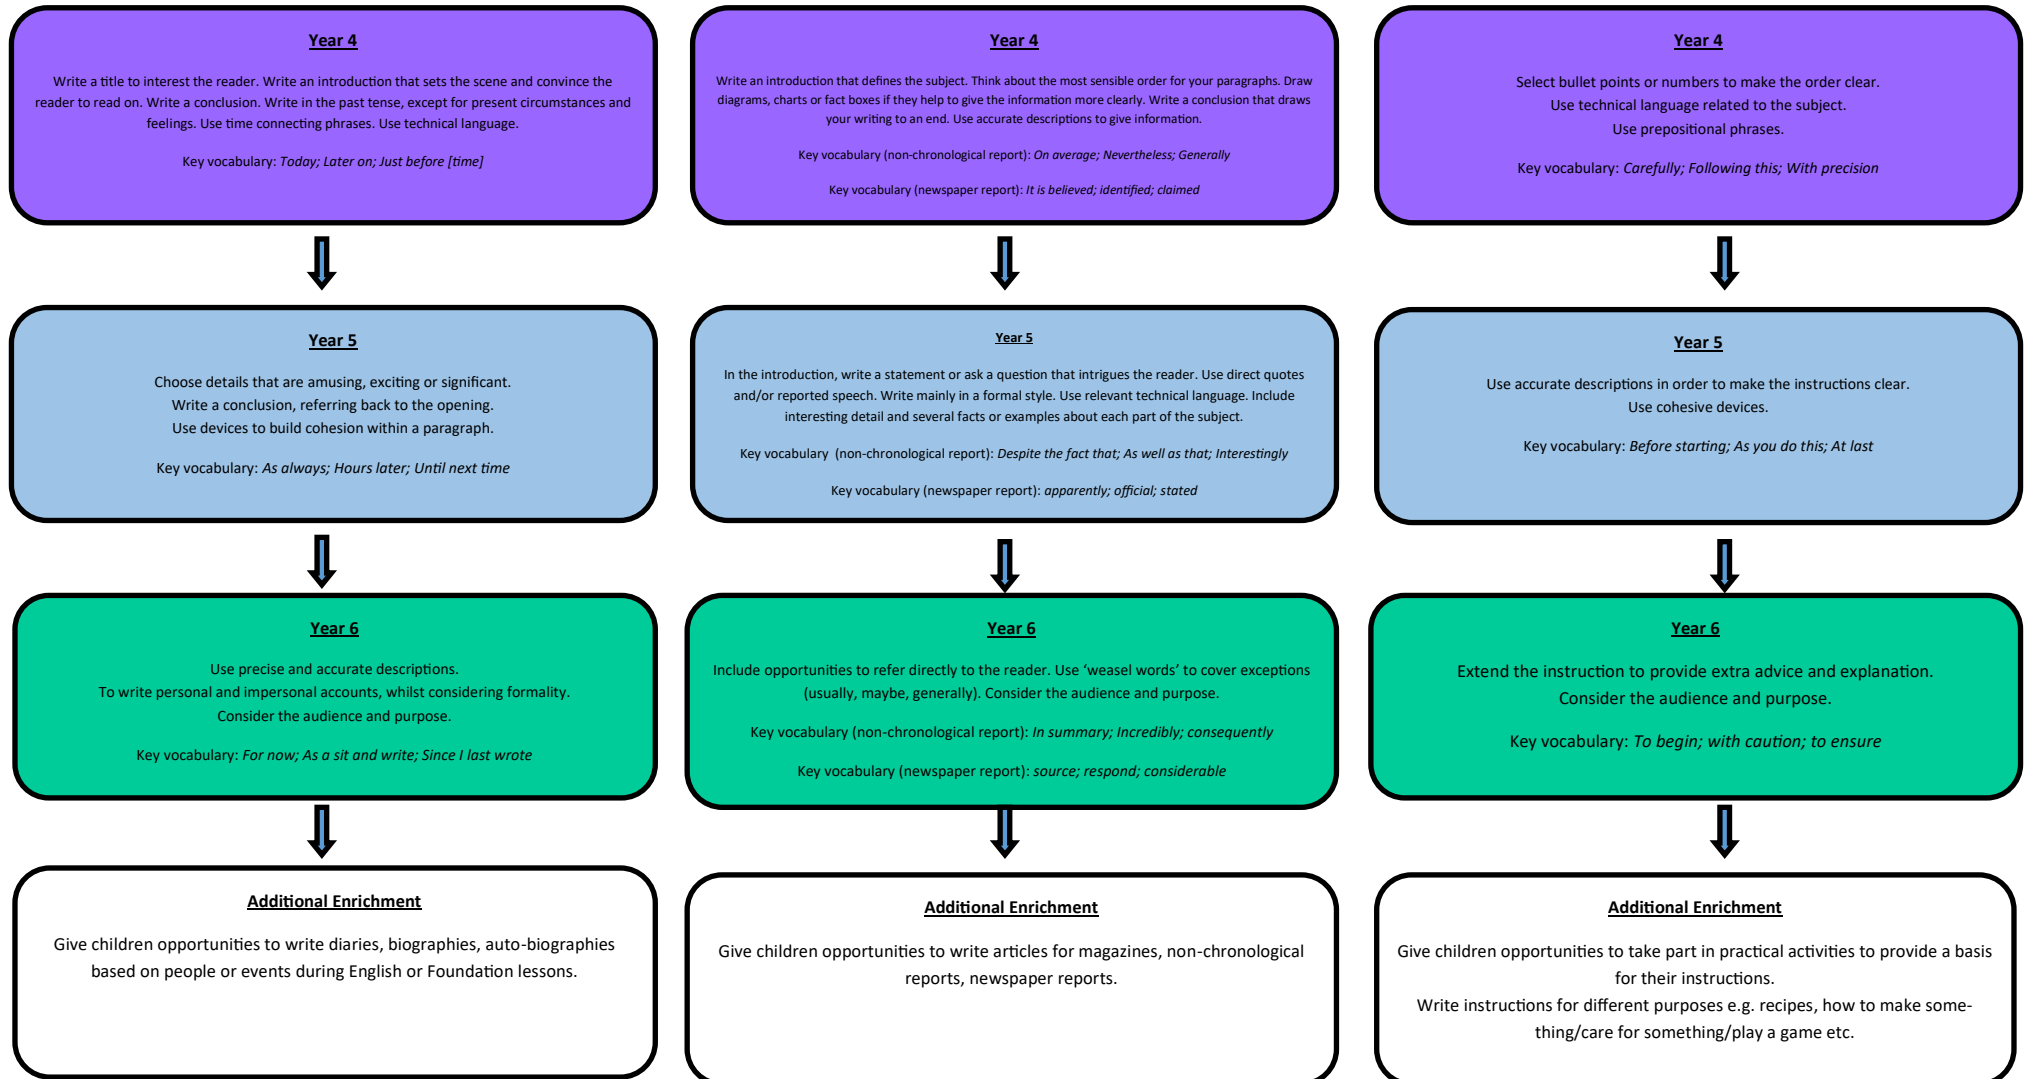 Year 4
Write a title to interest the reader. Write an introduction that sets the scene and convince the
reader to read on. Write a conclusion. Write in the past tense, except for present circumstances and
feelings. Use time connecting phrases. Use technical language.
Key vocabulary: Today; Later on; Just before [time]
Year 5
Choose details that are amusing, exciting or significant.
Write a conclusion, referring back to the opening.
Use devices to build cohesion within a paragraph.
Key vocabulary: As always; Hours later; Until next time
Year 6
Use precise and accurate descriptions.
To write personal and impersonal accounts, whilst considering formality.
Consider the audience and purpose.
Key vocabulary: For now; As a sit and write; Since I last wrote
Additional Enrichment
Give children opportunities to write diaries, biographies, auto-biographies
based on people or events during English or Foundation lessons.
Year 4
Write an introduction that defines the subject. Think about the most sensible order for your paragraphs. Draw
diagrams, charts or fact boxes if they help to give the information more clearly. Write a conclusion that draws
your writing to an end. Use accurate descriptions to give information.
Key vocabulary (non-chronological report): On average; Nevertheless; Generally
Key vocabulary (newspaper report): It is believed; identified; claimed
Year 5
In the introduction, write a statement or ask a question that intrigues the reader. Use direct quotes
and/or reported speech. Write mainly in a formal style. Use relevant technical language. Include
interesting detail and several facts or examples about each part of the subject.
Key vocabulary (non-chronological report): Despite the fact that; As well as that; Interestingly
Key vocabulary (newspaper report): apparently; official; stated
Year 6
Include opportunities to refer directly to the reader. Use ‘weasel words’ to cover exceptions
(usually, maybe, generally). Consider the audience and purpose.
Key vocabulary (non-chronological report): In summary; Incredibly; consequently
Key vocabulary (newspaper report): source; respond; considerable
Additional Enrichment
Give children opportunities to write articles for magazines, non-chronological
reports, newspaper reports.
Year 4
Select bullet points or numbers to make the order clear.
Use technical language related to the subject.
Use prepositional phrases.
Key vocabulary: Carefully; Following this; With precision
Year 5
Use accurate descriptions in order to make the instructions clear.
Use cohesive devices.
Key vocabulary: Before starting; As you do this; At last
Year 6
Extend the instruction to provide extra advice and explanation.
Consider the audience and purpose.
Key vocabulary: To begin; with caution; to ensure
Additional Enrichment
Give children opportunities to take part in practical activities to provide a basis
for their instructions.
Write instructions for different purposes e.g. recipes, how to make some-
thing/care for something/play a game etc.